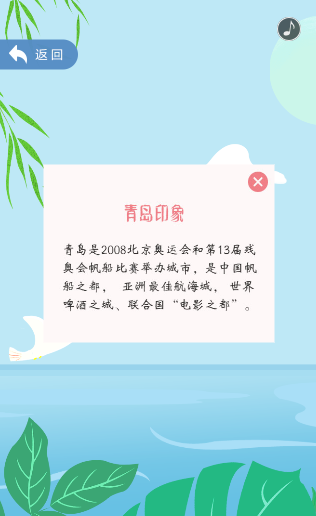 返回
青岛印象
青岛是2008北京奥运会和第13届残
奥会帆船比赛举办城市，是中国帆
船之都， 亚洲最佳航海城， 世界
啤酒之城、联合国“电影之都”。